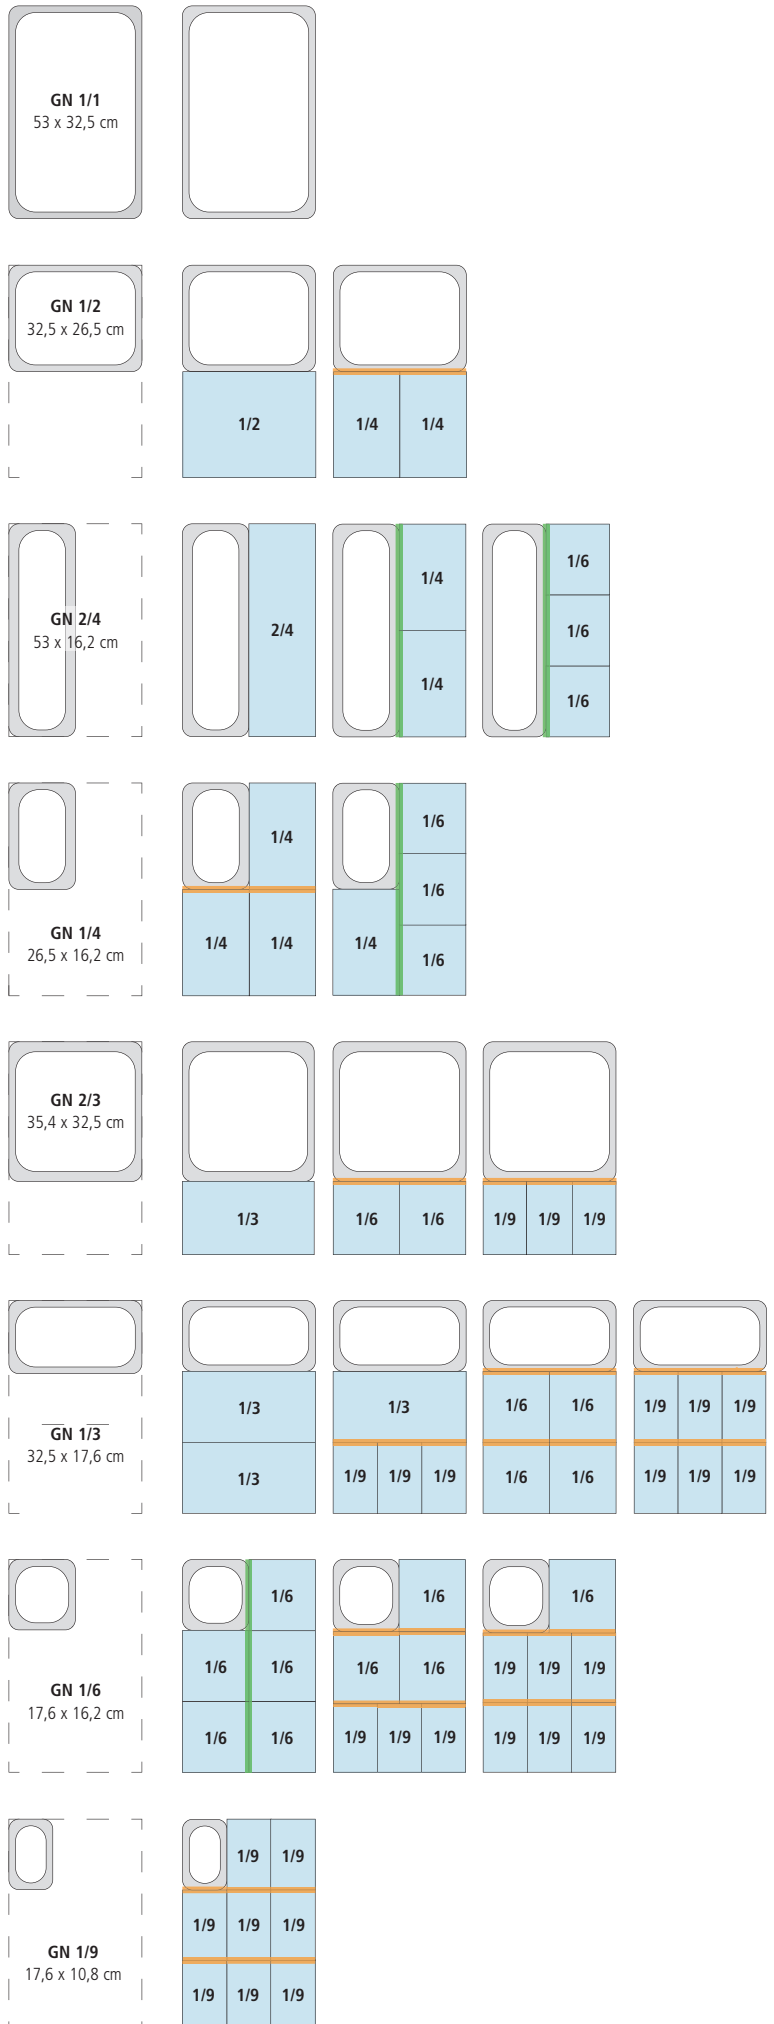 GN 1/1
53 x 32,5 cm
GN 1/2
32,5 x 26,5 cm
1/2
1/4 1/4
GN 2/4
53 x 16,2 cm
2/4
1/4
1/4
1/6
1/6
1/6
GN 1/4
26,5 x 16,2 cm
1/4
1/4 1/4
1/6
1/6
1/4
1/6
GN 2/3
35,4 x 32,5 cm
1/3
1/6 1/6
1/9 1/9 1/9
GN 1/3
32,5 x 17,6 cm
1/3
1/3
1/3
1/9 1/9 1/9
1/6 1/6
1/6 1/6
1/9 1/9 1/9
1/9 1/9 1/9
GN 1/6
17,6 x 16,2 cm
1/6
1/6 1/6
1/6 1/6
1/6
1/6 1/6
1/9 1/9 1/9
1/6
1/9 1/9 1/9
1/9 1/9 1/9
GN 1/9
17,6 x 10,8 cm
1/9 1/9
1/9 1/9 1/9
1/9 1/9 1/9